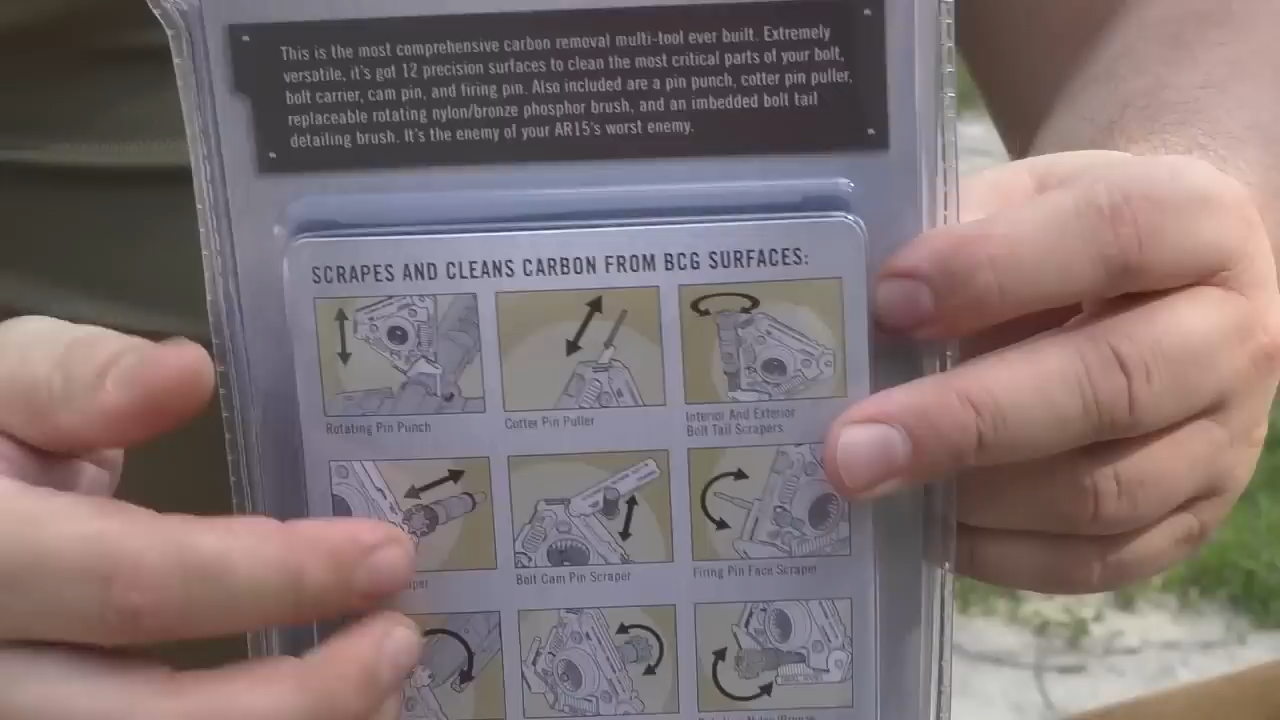 This is the most comprehensive carbon removal multi-tool ever built. Extremely
versatile, it's got 12 precision surfaces to clean the most critical parts of your bolt,
bolt carrier, cam pin, and firing pin. Also included are a pin punch, cotter pin puller,
replaceable rotating nylon/bronze phosphor brush, and an imbedded bolt tail
detailing brush. It's the enemy of your AR15's worst enemy.
SCRAPES AND CLEANS CARBON FROM BCG SURFACES:
Rotating Pin Punch
Cotter Pin Puller
Interior And Exterior
Bolt Tail Scrapers
Bolt Cam Pin Scraper
Firing Pin Face Scraper